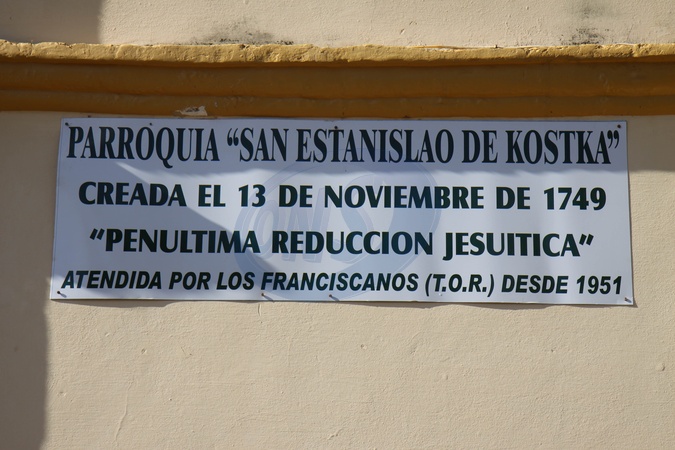 PARROQUIA “SAN ESTANISLAO DE KOSTKA”
CREADA EL 13 DE NOVIEMBRE DE 1749
“PENULTIMA REDUCCION JESUITICA”
ATENDIDA POR LOS FRANCISCANOS (T.O.R.) DESDE 1951